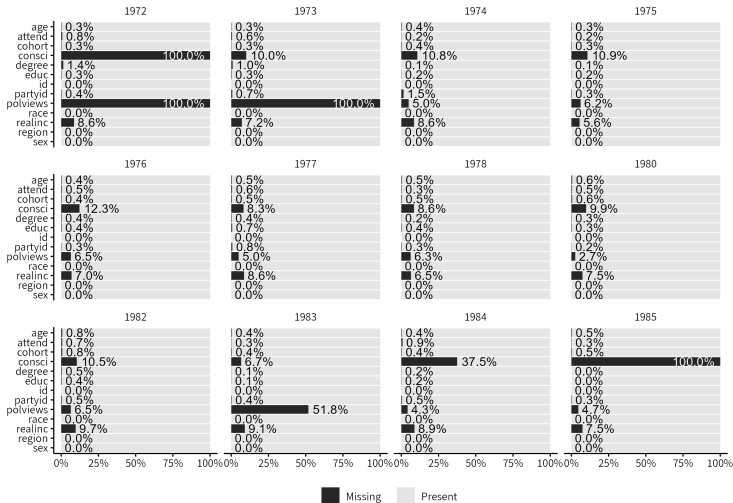 1972 1973 1974 1975
age 0.3% 0.3% 0.4% 0.3%
attend 0.8% 0.6% 0.2% 0.2%
cohort 0.3% 0.3% 0.4% 0.3%
consci 100.0% 10.0% 10.8% 10.9%
degree 1.4% 1.0% 0.1% 0.1%
educ 0.3% 0.3% 0.2% 0.2%
id 0.0% 0.0% 0.0% 0.0%
partyid 0.4% 0.7% 1.5% 0.3%
polviews 100.0% 100.0% 5.0% 6.2%
race 0.0% 0.0% 0.0% 0.0%
realinc 8.6% 7.2% 8.6% 5.6%
region 0.0% 0.0% 0.0% 0.0%
sex 0.0% 0.0% 0.0% 0.0%
1976 1977 1978 1980
age 0.4% 0.5% 0.5% 0.6%
attend 0.5% 0.6% 0.3% 0.5%
cohort 0.4% 0.5% 0.5% 0.6%
consci 12.3% 8.3% 8.6% 9.9%
degree 0.4% 0.4% 0.2% 0.3%
educ 0.4% 0.7% 0.4% 0.3%
id 0.0% 0.0% 0.0% 0.0%
partyid 0.3% 0.8% 0.3% 0.2%
polviews 6.5% 5.0% 6.3% 2.7%
race 0.0% 0.0% 0.0% 0.0%
realinc 7.0% 8.6% 6.5% 7.5%
region 0.0% 0.0% 0.0% 0.0%
sex 0.0% 0.0% 0.0% 0.0%
1982 1983 1984 1985
age 0.8% 0.4% 0.4% 0.5%
attend 0.7% 0.3% 0.9% 0.3%
cohort 0.8% 0.4% 0.4% 0.5%
consci 10.5% 6.7% 37.5% 100.0%
degree 0.5% 0.1% 0.2% 0.0%
educ 0.4% 0.1% 0.2% 0.0%
id 0.0% 0.0% 0.0% 0.0%
partyid 0.5% 0.4% 0.5% 0.3%
polviews 6.5% 51.8% 4.3% 4.7%
race 0.0% 0.0% 0.0% 0.0%
realinc 9.7% 9.1% 8.9% 7.5%
region 0.0% 0.0% 0.0% 0.0%
sex 0.0% 0.0% 0.0% 0.0%
0% 25% 50% 75% 100% 0% 25% 50% 75% 100% 0% 25% 50% 75% 100% 0% 25% 50% 75% 100%
Missing Present